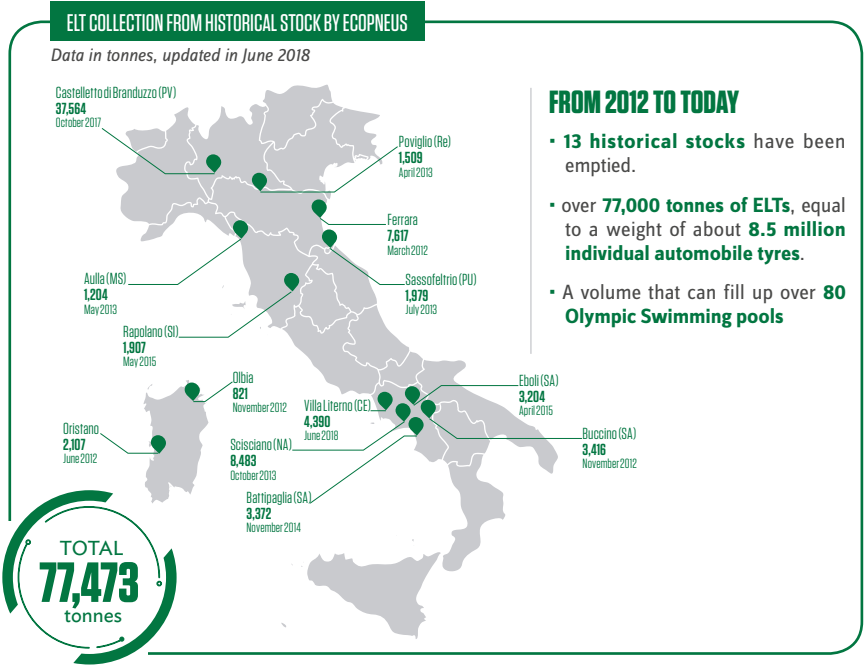 ELT COLLECTION FROM HISTORICAL STOCK BY ECOPNEUS
Data in tonnes, updated in June 2018
Castelletto di Branduzzo (PV)
37,564
October 2017
Poviglio (Re)
1,509
April 2013
Ferrara
7,617
March 2012
Aulla (MS)
1,204
May 2013
Sassofeltrio (PU)
1,979
July 2013
Rapolano (SI)
1,907
May 2015
Olbia
821
November 2012
Oristano
2,107
June 2012
Villa Literno (CE)
4,390
June 2018
Eboli (SA)
3,204
April 2015
Scisciano (NA)
8,483
October 2013
Buccino (SA)
3,416
November 2012
Battipaglia (SA)
3,372
November 2014
TOTAL
77,473
tonnes
FROM 2012 TO TODAY
▪ 13 historical stocks have been
emptied.
▪ over 77,000 tonnes of ELTs, equal
to a weight of about 8.5 million
individual automobile tyres.
▪ A volume that can fill up over 80
Olympic Swimming pools